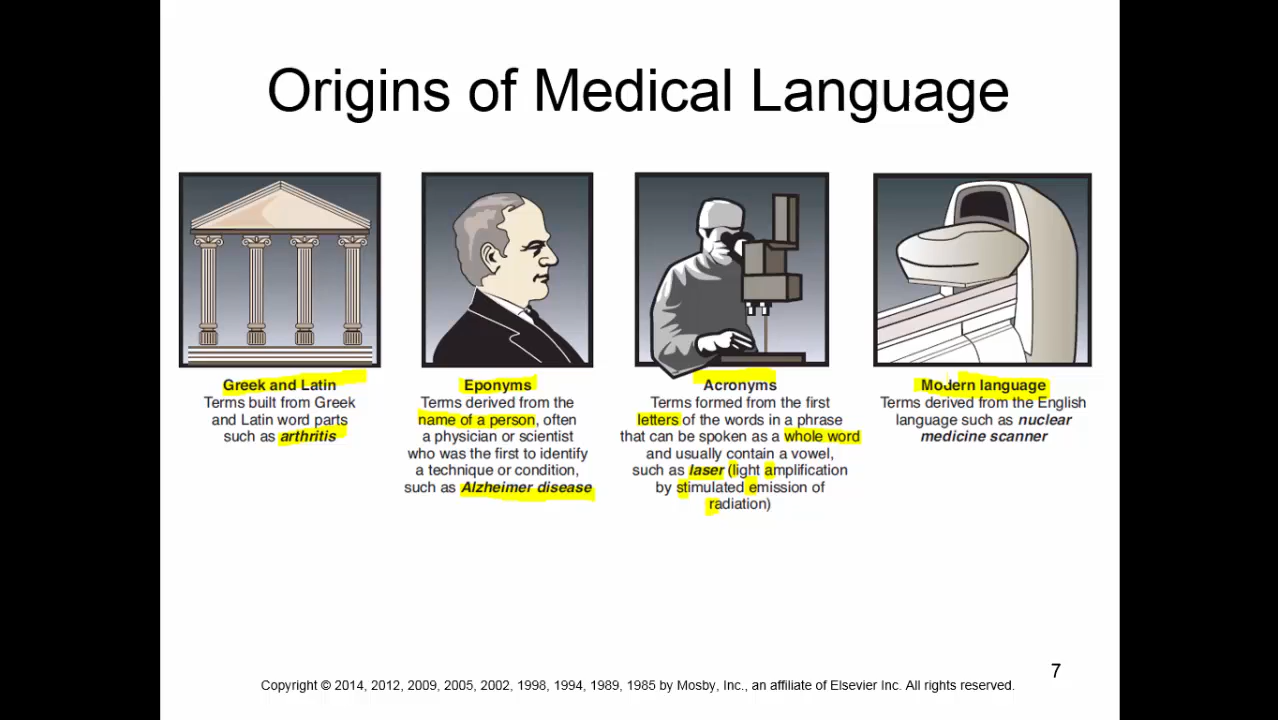 Origins of Medical Language
Greek and Latin
Terms built from Greek
and Latin word parts
such as arthritis
Eponyms
Terms derived from the
name of a person, often
a physician or scientist
who was the first to identify
a technique or condition,
such as Alzheimer disease
Acronyms
Terms formed from the first
letters of the words in a phrase
that can be spoken as a whole word
and usually contain a vowel,
such as laser (light amplification
by stimulated emission of
radiation)
Modern language
Terms derived from the English
language such as nuclear
medicine scanner
7
Copyright © 2014, 2012, 2009, 2005, 2002, 1998, 1994, 1989, 1985 by Mosby, Inc., an affiliate of Elsevier Inc. All rights reserved.